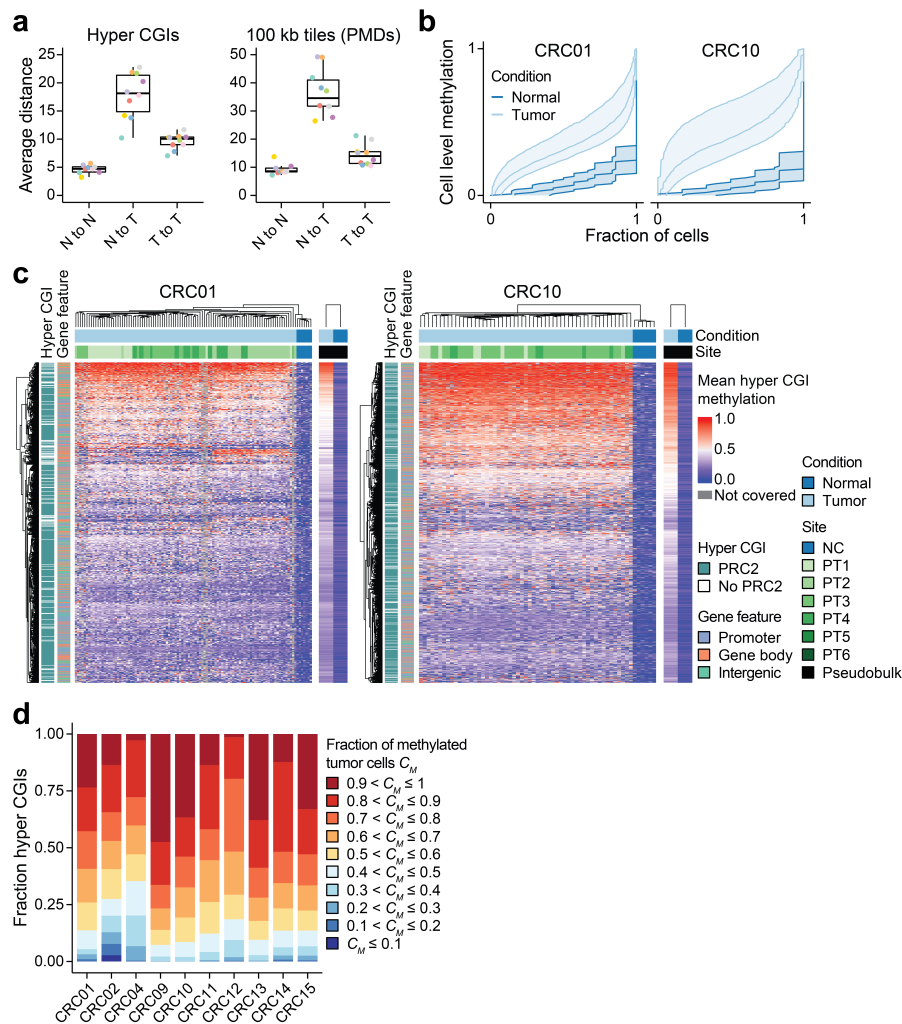 a
Hyper CGIs
100 kb tiles (PMDs)
Average distance
25
20
15
10
5
0
50
40
30
20
10
0
N to N
N to T
T to T
N to N
N to T
T to T
b
CRC01
CRC10
Cell level methylation
1
0
Condition
Normal
Tumor
0
1
0
1
Fraction of cells
c
Hyper CGI
Gene feature
CRC01
Hyper CGI
Gene feature
CRC10
Condition
Site
Mean hyper CGI
methylation
1.0
0.5
0.0
Not covered
Hyper CGI
PRC2
No PRC2
Gene feature
Promoter
Gene body
Intergenic
Condition
Normal
Tumor
Site
NC
PT1
PT2
PT3
PT4
PT5
PT6
Pseudobulk
d
Fraction hyper CGIs
1.00
0.75
0.50
0.25
0.00
CRC01
CRC02
CRC04
CRC09
CRC10
CRC11
CRC12
CRC13
CRC14
CRC15
Fraction of methylated
tumor cells C_M
0.9 < C_M ≤ 1
0.8 < C_M ≤ 0.9
0.7 < C_M ≤ 0.8
0.6 < C_M ≤ 0.7
0.5 < C_M ≤ 0.6
0.4 < C_M ≤ 0.5
0.3 < C_M ≤ 0.4
0.2 < C_M ≤ 0.3
0.1 < C_M ≤ 0.2
C_M ≤ 0.1